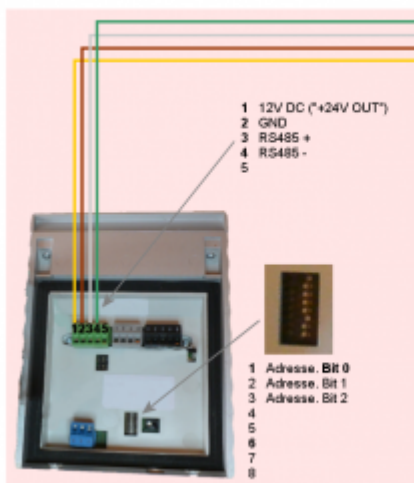 1 12V DC ("+24V OUT")
2 GND
3 RS485 +
4 RS485 -
5
12345
1 Adresse. Bit 0
2 Adresse. Bit 1
3 Adresse. Bit 2
4
5
6
7
8